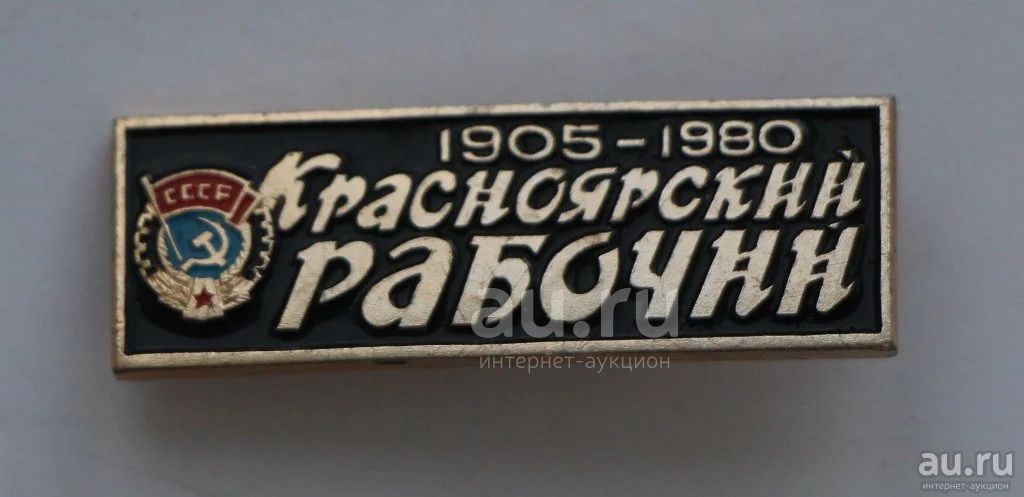 1905-1980
СССР
Красноярский
рабочий
au.ru
интернет-аукцион
au.ru
интернет-аукцион